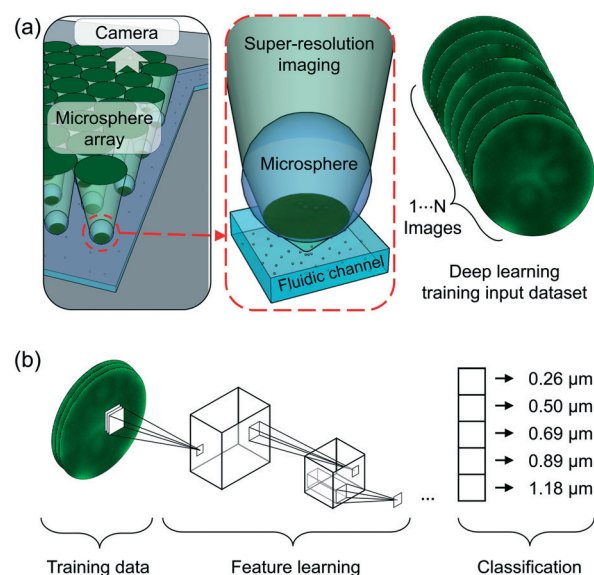 (a)
Camera
Microsphere
array
Super-resolution
imaging
Microsphere
Fluidic channel
1···N
Images
Deep learning
training input dataset
(b)
0.26 μm
0.50 μm
0.69 μm
0.89 μm
1.18 μm
...
Training data
Feature learning
Classification